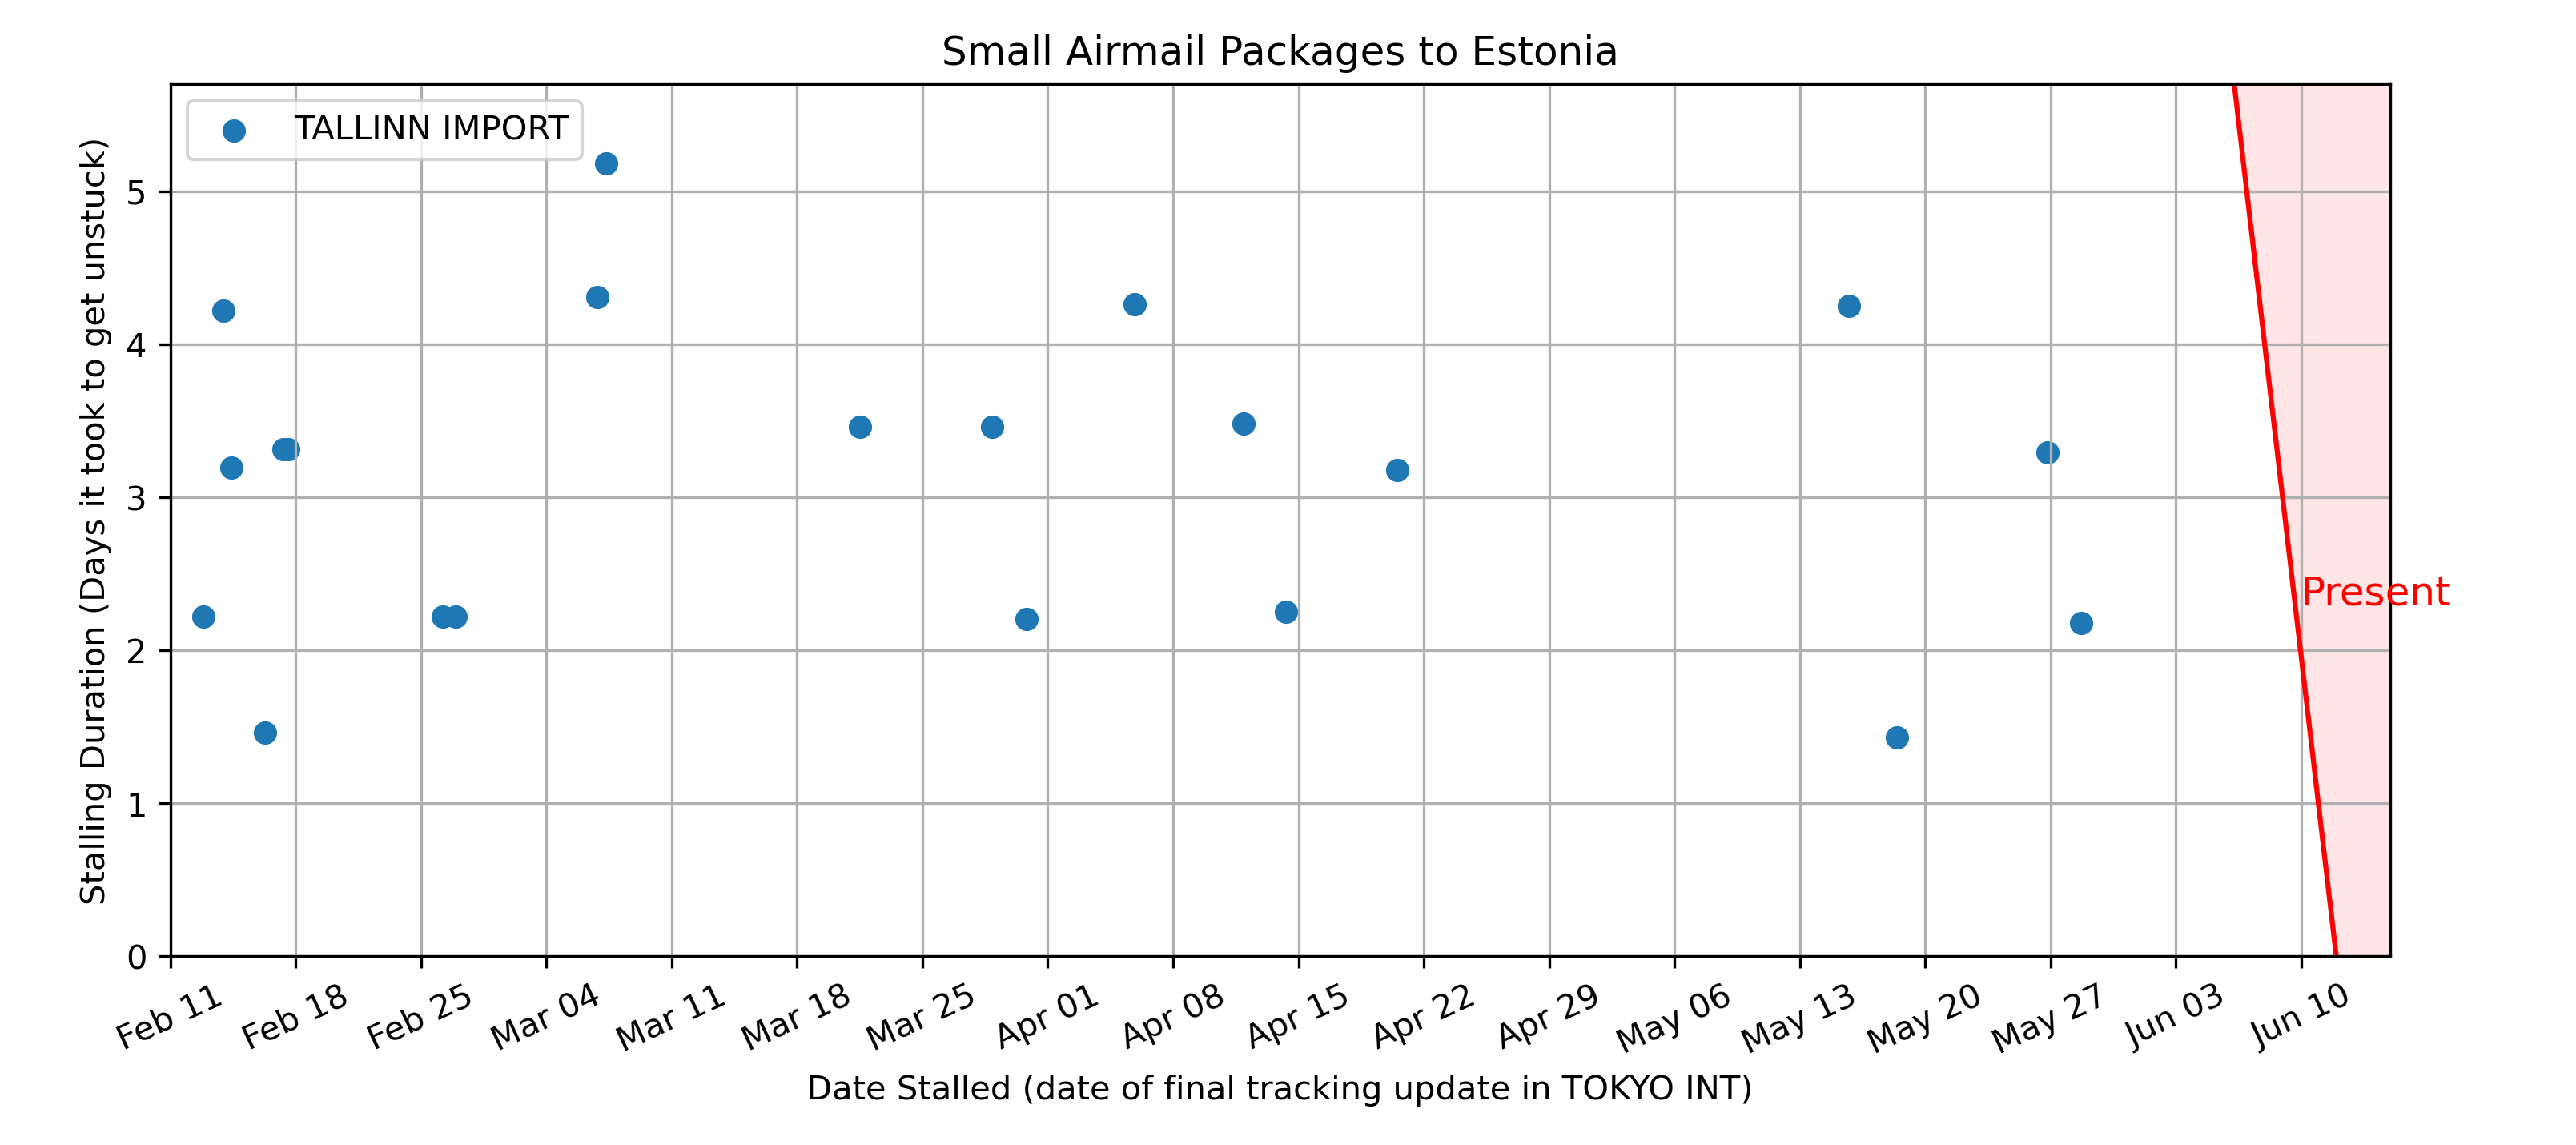 Small Airmail Packages to Estonia
TALLINN IMPORT
Stalling Duration (Days it took to get unstuck)
5
4
3
2
1
0
Present
Feb 11
Feb 18
Feb 25
Mar 04
Mar 11
Mar 18
Mar 25
Apr 01
Apr 08
Apr 15
Apr 22
Apr 29
May 06
May 13
May 20
May 27
Jun 03
Jun 10
Date Stalled (date of final tracking update in TOKYO INT)